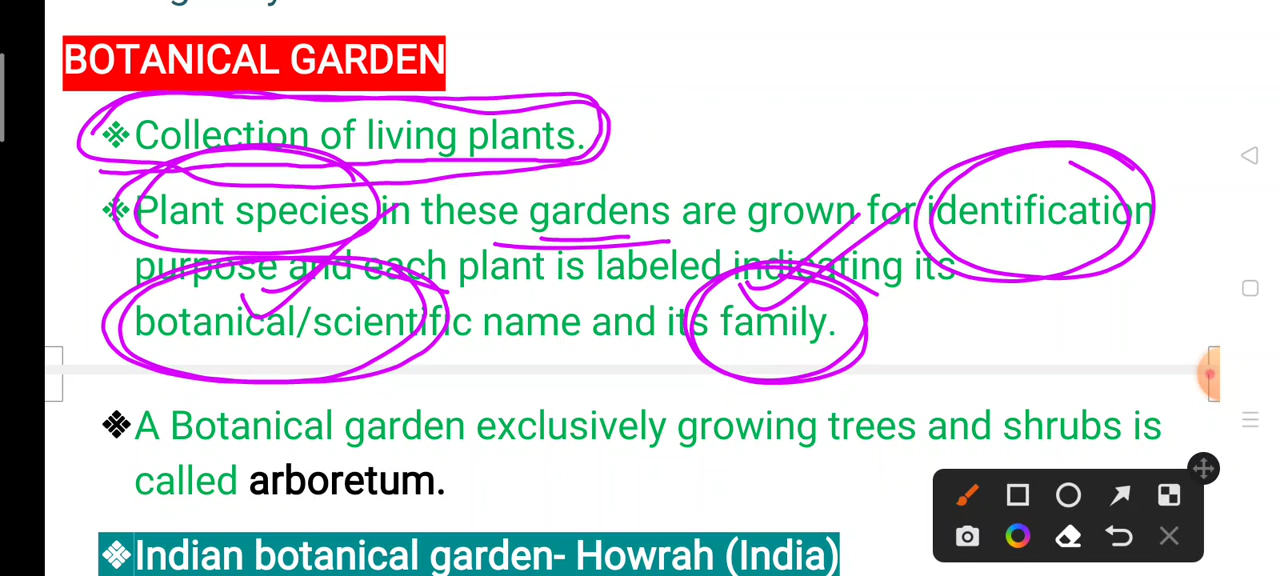 BOTANICAL GARDEN
❖Collection of living plants.
❖Plant species in these gardens are grown for identification
purpose and each plant is labeled indicating its
botanical/scientific name and its family.
❖A Botanical garden exclusively growing trees and shrubs is
called arboretum.
❖Indian botanical garden- Howrah (India)